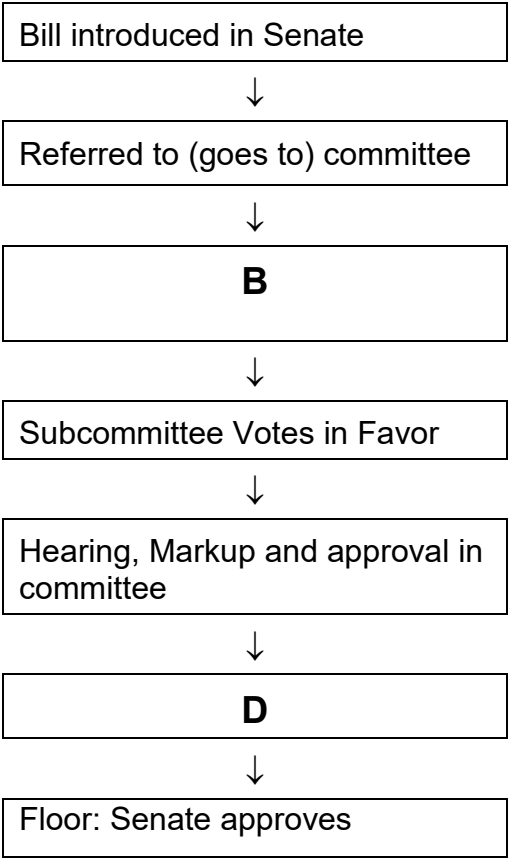 Bill introduced in Senate
↓
Referred to (goes to) committee
↓
B
↓
Subcommittee Votes in Favor
↓
Hearing, Markup and approval in
committee
↓
D
↓
Floor: Senate approves